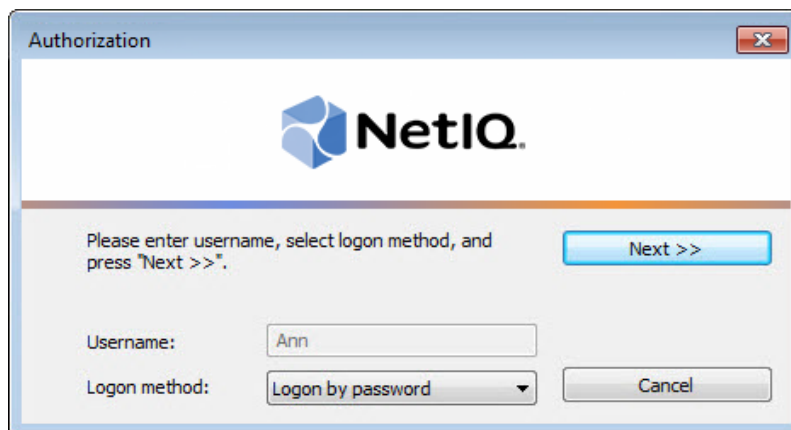 Authorization
NetIQ.
Please enter username, select logon method, and
press "Next >>".
Next >>
Username:
Ann
Logon method:
Logon by password
Cancel